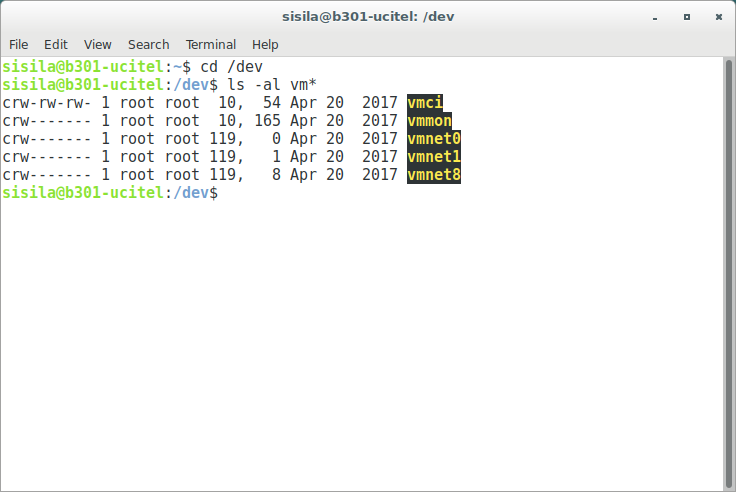 sisila@b301-ucitel: /dev
File Edit View Search Terminal Help
sisila@b301-ucitel:~$ cd /dev
sisila@b301-ucitel:/dev$ ls -al vm*
crw-rw-rw- 1 root root  10,  54 Apr 20  2017 vmci
crw------- 1 root root  10, 165 Apr 20  2017 vmmon
crw------- 1 root root 119,   0 Apr 20  2017 vmnet0
crw------- 1 root root 119,   1 Apr 20  2017 vmnet1
crw------- 1 root root 119,   8 Apr 20  2017 vmnet8
sisila@b301-ucitel:/dev$